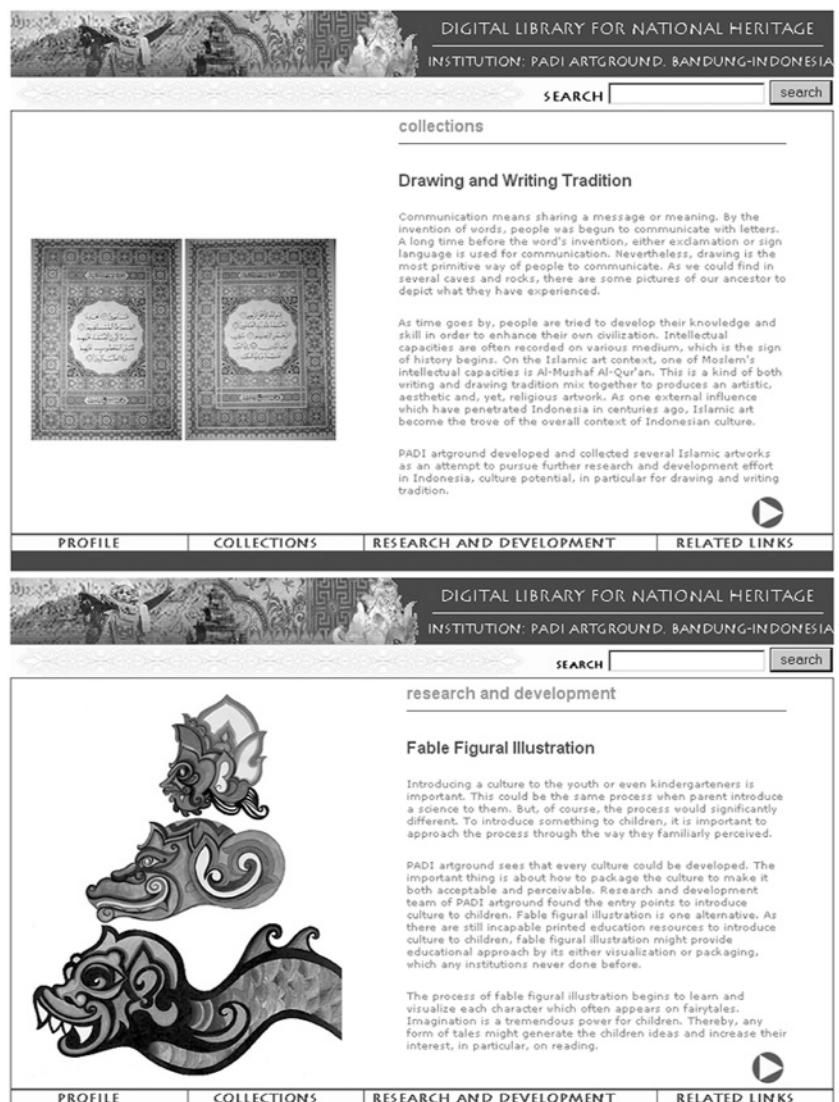 DIGITAL LIBRARY FOR NATIONAL HERITAGE
INSTITUTION: PADI ARTGROUND. BANDUNG-INDONESIA
SEARCH search
collections
Drawing and Writing Tradition
Communication means sharing a message or meaning. By the
invention of words, people was begun to communicate with letters.
A long time before the word's invention, either exclamation or sign
language is used for communication. Nevertheless, drawing is the
most primitive way of people to communicate. As we could find in
several caves and rocks, there are some pictures of our ancestor to
depict what they have experienced.
As time goes by, people are tried to develop their knowledge and
skill in order to enhance their own civilization. Intellectual
capacities are often recorded on various medium, which is the sign
of history begins. On the Islamic art context, one of Moslem's
intellectual capacities is Al-Mushaf Al-Qur'an. This is a kind of both
writing and drawing tradition mix together to produces an artistic,
aesthetic and, yet, religious artwork. As one external influence
which have penetrated Indonesia in centuries ago, Islamic art
become the trove of the overall context of Indonesian culture.
PADI artground developed and collected several Islamic artworks
as an attempt to pursue further research and development effort
in Indonesia, culture potential, in particular for drawing and writing
tradition.
PROFILE COLLECTIONS RESEARCH AND DEVELOPMENT RELATED LINKS
DIGITAL LIBRARY FOR NATIONAL HERITAGE
INSTITUTION: PADI ARTGROUND. BANDUNG-INDONESIA
SEARCH search
research and development
Fable Figural Illustration
Introducing a culture to the youth or even kindergarteners is
important. This could be the same process when parent introduce
a science to them. But, of course, the process would significantly
different. To introduce something to children, it is important to
approach the process through the way they familiarly perceived.
PADI artground sees that every culture could be developed. The
important thing is about how to package the culture to make it
both acceptable and perceivable. Research and development
team of PADI artground found the entry points to introduce
culture to children. Fable figural illustration is one alternative. As
there are still incapable printed education resources to introduce
culture to children, fable figural illustration might provide
educational approach by its either visualization or packaging,
which any institutions never done before.
The process of fable figural illustration begins to learn and
visualize each character which often appears on fairytales.
Imagination is a tremendous power for children. Thereby, any
form of tales might generate the children ideas and increase their
interest, in particular, on reading.
PROFILE COLLECTIONS RESEARCH AND DEVELOPMENT RELATED LINKS